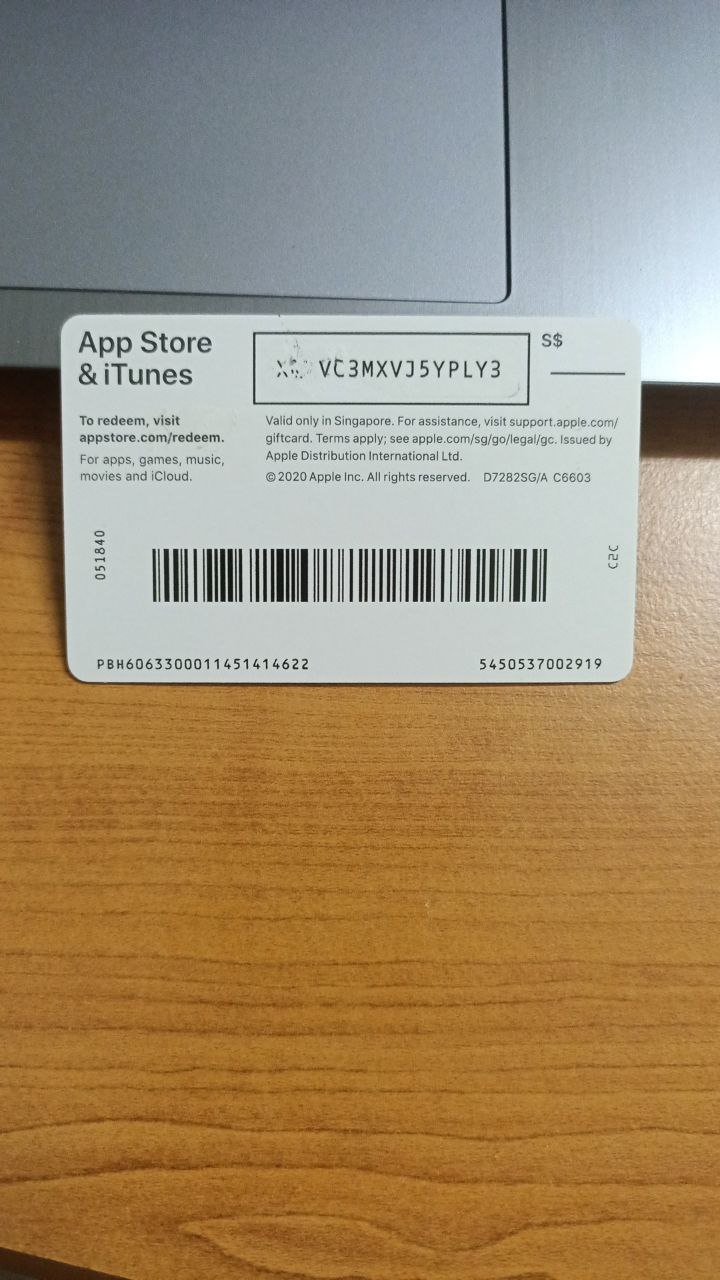 App Store
& iTunes
VC3MXVJ5YPLY3
S$
To redeem, visit
appstore.com/redeem.
For apps, games, music,
movies and iCloud.
Valid only in Singapore. For assistance, visit support.apple.com/
giftcard. Terms apply; see apple.com/sg/go/legal/gc. Issued by
Apple Distribution International Ltd.
© 2020 Apple Inc. All rights reserved. D7282SG/A C6603
051840
C2C
PBH6063300011451414622
5450537002919